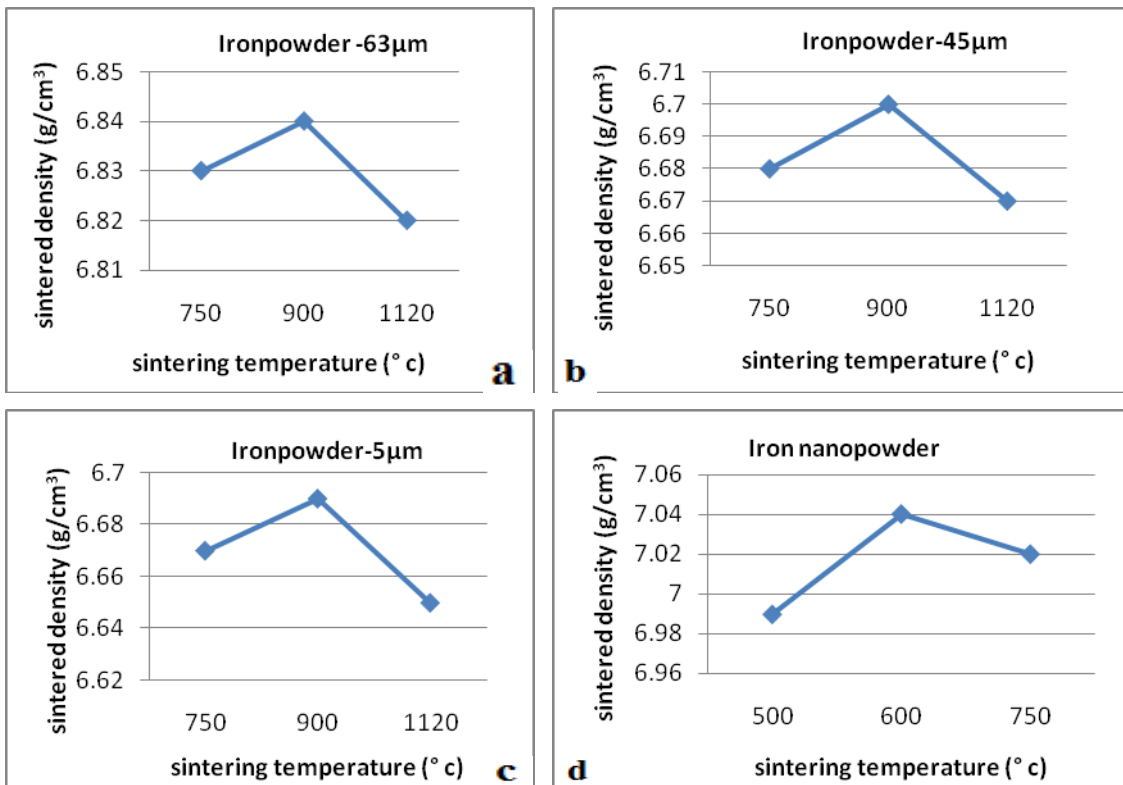 Ironpowder -63µm
sintered density (g/cm³)
6.85
6.84
6.83
6.82
6.81
750 900 1120
sintering temperature (° c)
a
Ironpowder-45µm
sintered density (g/cm³)
6.71
6.7
6.69
6.68
6.67
6.66
6.65
750 900 1120
sintering temperature (° c)
b
Ironpowder-5µm
sintered density (g/cm³)
6.7
6.68
6.66
6.64
6.62
750 900 1120
sintering temperature (° c)
c
Iron nanopowder
sintered density (g/cm³)
7.06
7.04
7.02
7
6.98
6.96
500 600 750
sintering temperature (° c)
d